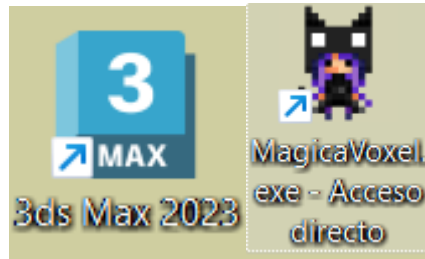 3
MAX
3ds Max 2023
MagicaVoxel.
exe - Acceso
directo